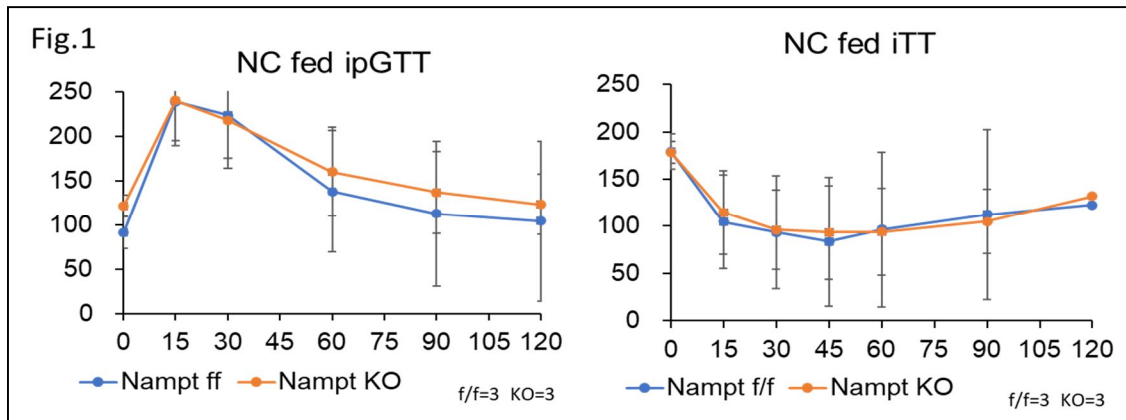 Fig.1
NC fed ipGTT
250
200
150
100
50
0
0 15 30 45 60 75 90 105 120
Nampt ff Nampt KO
f/f=3 KO=3
NC fed iTT
250
200
150
100
50
0
0 15 30 45 60 75 90 105 120
Nampt f/f Nampt KO
f/f=3 KO=3